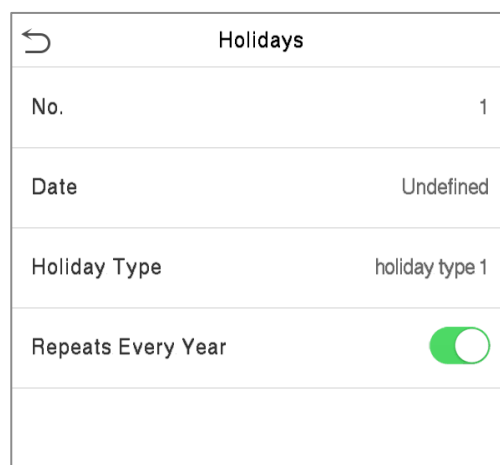 Holidays
No. 1
Date Undefined
Holiday Type holiday type 1
Repeats Every Year